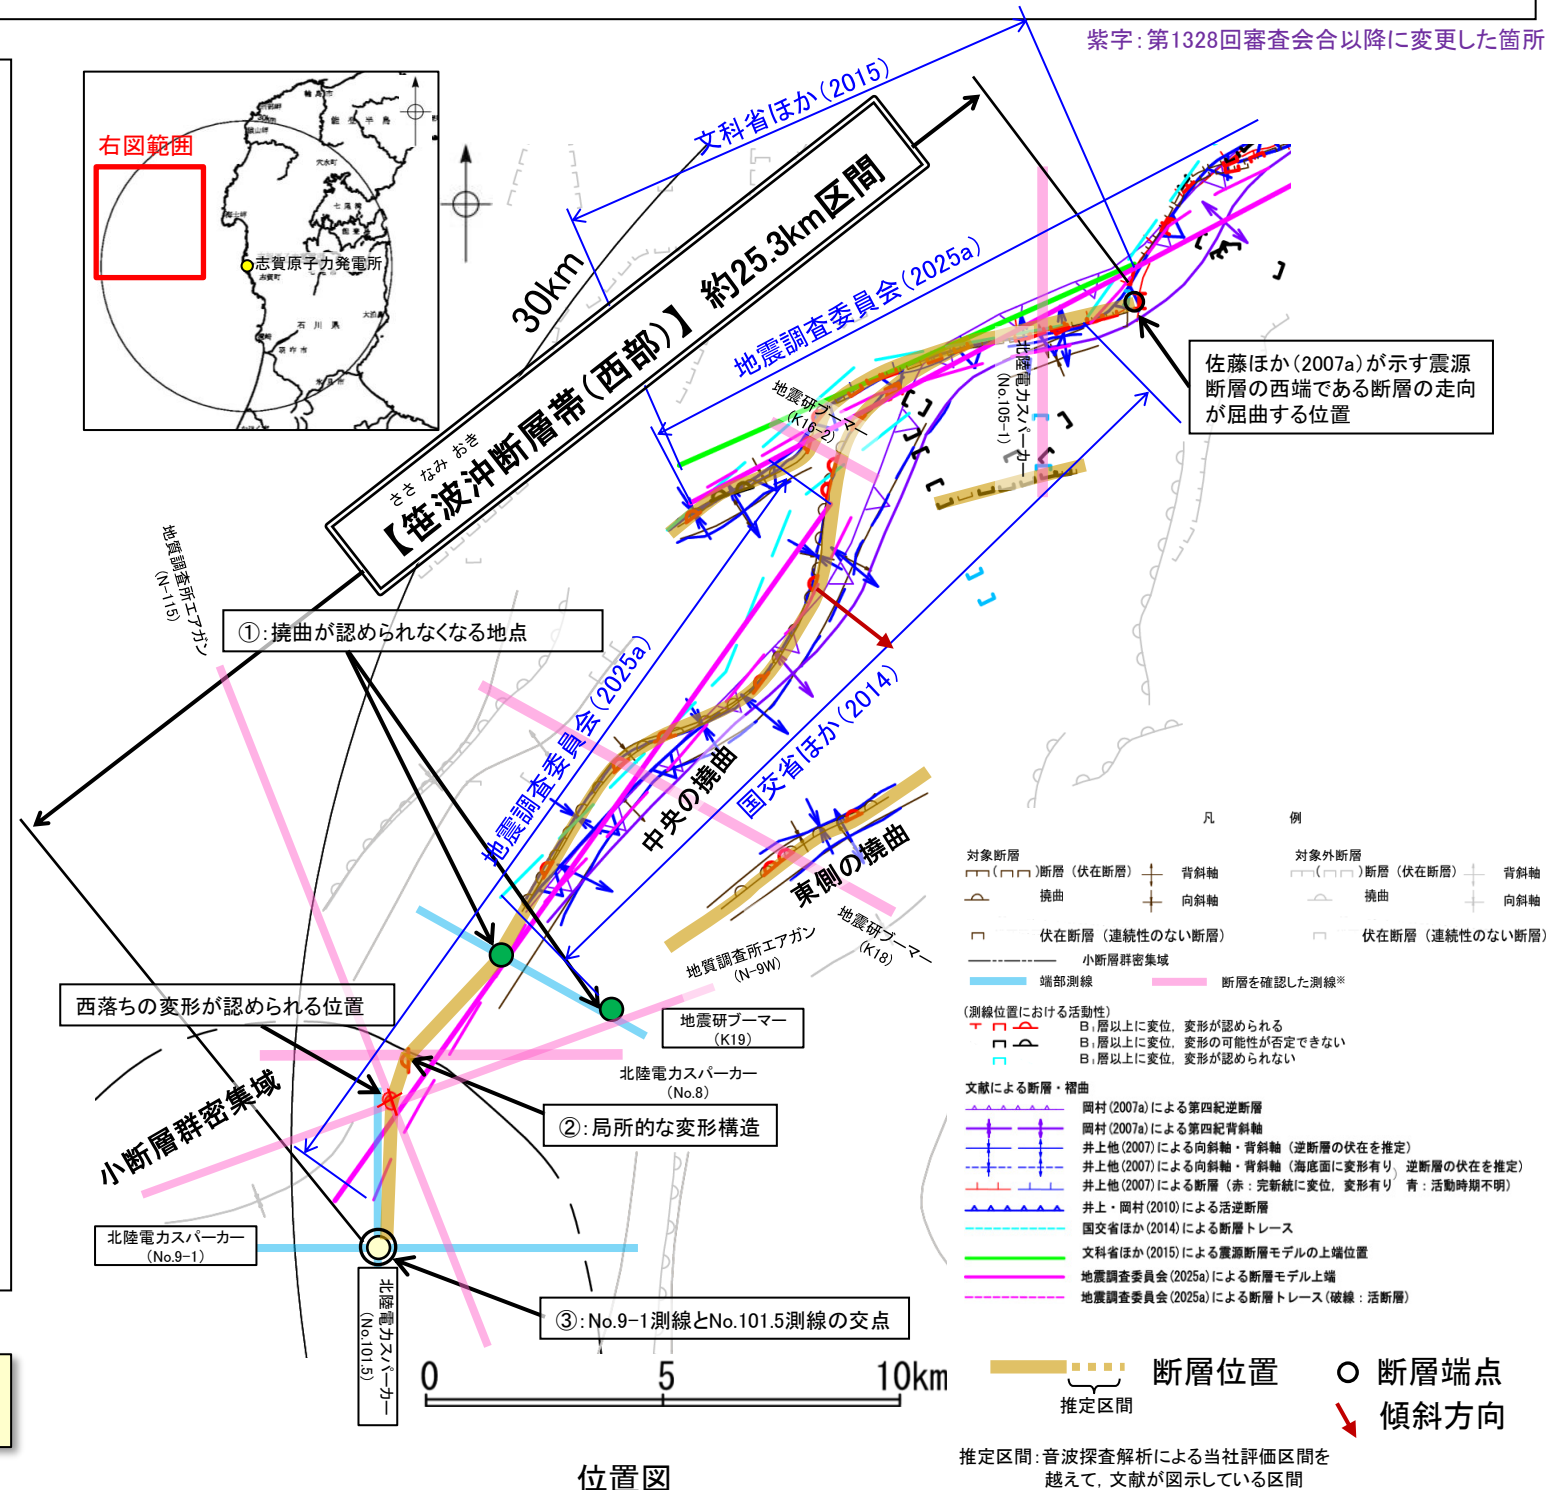 紫字：第1328回審査会合以降に変更した箇所
右図範囲
30km
志賀原子力発電所
志賀町
石川県
羽咋市
氷見市
穴水町
輪島市
能登半島
七尾湾
30km
文科省ほか（2015）
【笹波沖断層帯（西部）】約25.3km区間
ささ なみ おき
地震調査委員会（2025a）
佐藤ほか（2007a）が示す震源
断層の西端である断層の走向
が屈曲する位置
北陸電力スパーカー
（No.105-1）
地震研ブーマー
（K16-2）
地質調査所エアガン
（N-115）
①：撓曲が認められなくなる地点
地震調査委員会（2025a）
国交省ほか（2014）
中央の撓曲
東側の撓曲
地震研ブーマー
（K18）
地質調査所エアガン
（N-9W）
西落ちの変形が認められる位置
地震研ブーマー
（K19）
北陸電力スパーカー
（No.8）
小断層群密集域
②：局所的な変形構造
北陸電力スパーカー
（No.9-1）
北陸電力スパーカー
（No.101.5）
③：No.9-1測線とNo.101.5測線の交点
0 5 10km
位置図
凡 例
対象断層
断層（伏在断層） 背斜軸
撓曲 向斜軸
伏在断層（連続性のない断層）
小断層群密集域
対象外断層
断層（伏在断層） 背斜軸
撓曲 向斜軸
伏在断層（連続性のない断層）
端部測線 断層を確認した測線※
（測線位置における活動性）
B₁層以上に変位，変形が認められる
B₁層以上に変位，変形の可能性が否定できない
B₁層以上に変位，変形が認められない
文献による断層・褶曲
岡村（2007a）による第四紀逆断層
岡村（2007a）による第四紀背斜軸
井上他（2007）による向斜軸・背斜軸（逆断層の伏在を推定）
井上他（2007）による向斜軸・背斜軸（海底面に変形有り，逆断層の伏在を推定）
井上他（2007）による断層（赤：完新統に変位，変形有り 青：活動時期不明）
井上・岡村（2010）による活逆断層
国交省ほか（2014）による断層トレース
文科省ほか（2015）による震源断層モデルの上端位置
地震調査委員会（2025a）による断層モデル上端
地震調査委員会（2025a）による断層トレース（破線：活断層）
断層位置
推定区間
断層端点
傾斜方向
推定区間：音波探査解析による当社評価区間を
越えて，文献が図示している区間